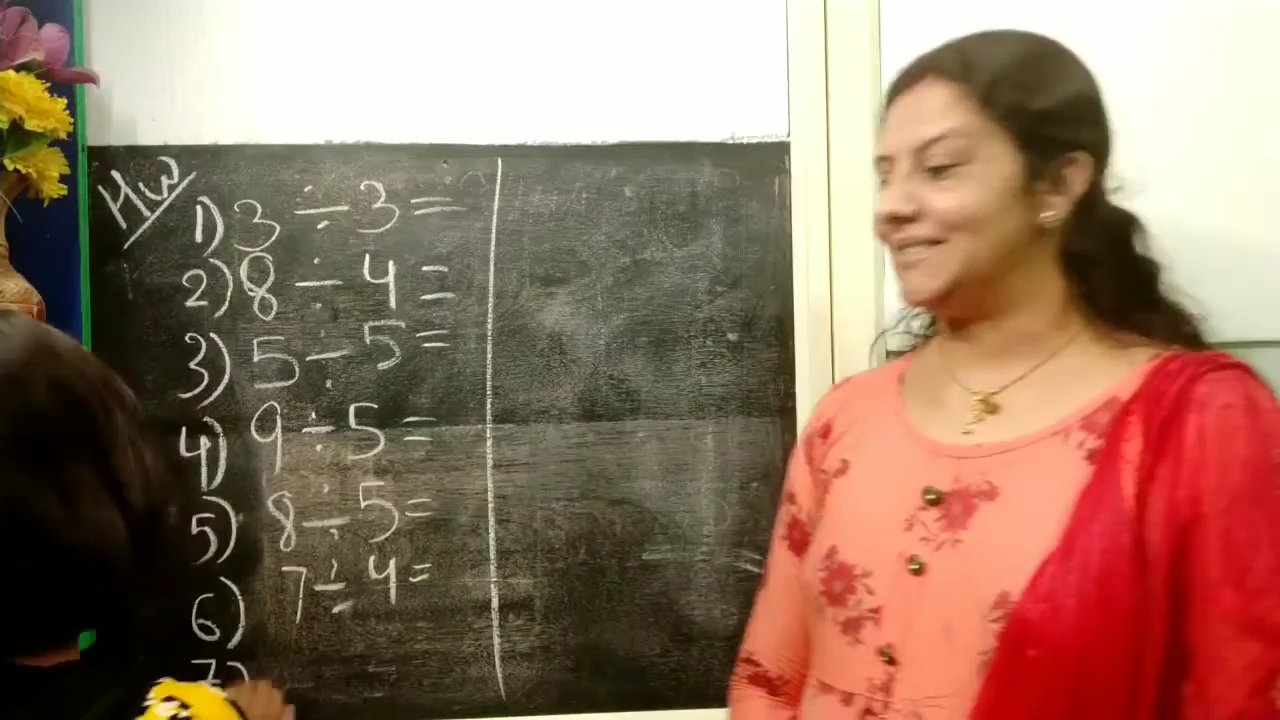 HW
1) 3 ÷ 3 =
2) 8 ÷ 4 =
3) 5 ÷ 5 =
4) 9 ÷ 5 =
5) 8 ÷ 5 =
6) 7 ÷ 4 =
7)